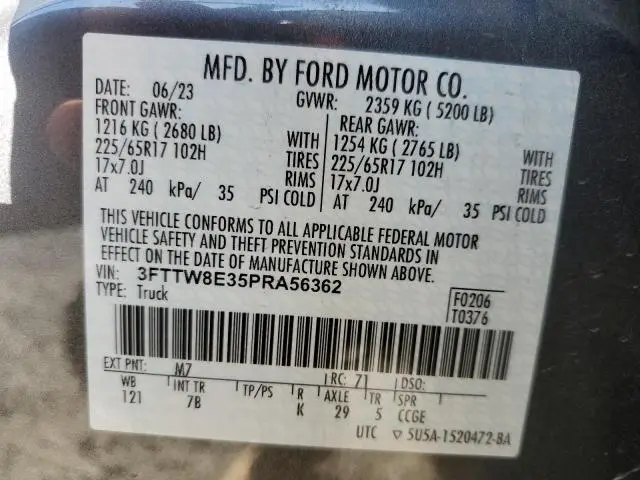 MFD. BY FORD MOTOR CO.
DATE: 06/23 GVWR: 2359 KG ( 5200 LB)
FRONT GAWR: REAR GAWR:
1216 KG ( 2680 LB) WITH 1254 KG ( 2765 LB) WITH
225/65R17 102H TIRES 225/65R17 102H TIRES
17x7.0J RIMS 17x7.0J RIMS
AT 240 kPa/ 35 PSI COLD AT 240 kPa/ 35 PSI COLD
THIS VEHICLE CONFORMS TO ALL APPLICABLE FEDERAL MOTOR
VEHICLE SAFETY AND THEFT PREVENTION STANDARDS IN
EFFECT ON THE DATE OF MANUFACTURE SHOWN ABOVE.
VIN: 3FTTW8E35PRA56362 F0206
TYPE: Truck T0376
EXT PNT: M7 RC: 71 DSO:
WB INT TR TP/PS R AXLE TR SPR
121 7B K 29 5 CCGE
UTC ▽ 5U5A-1520472-BA